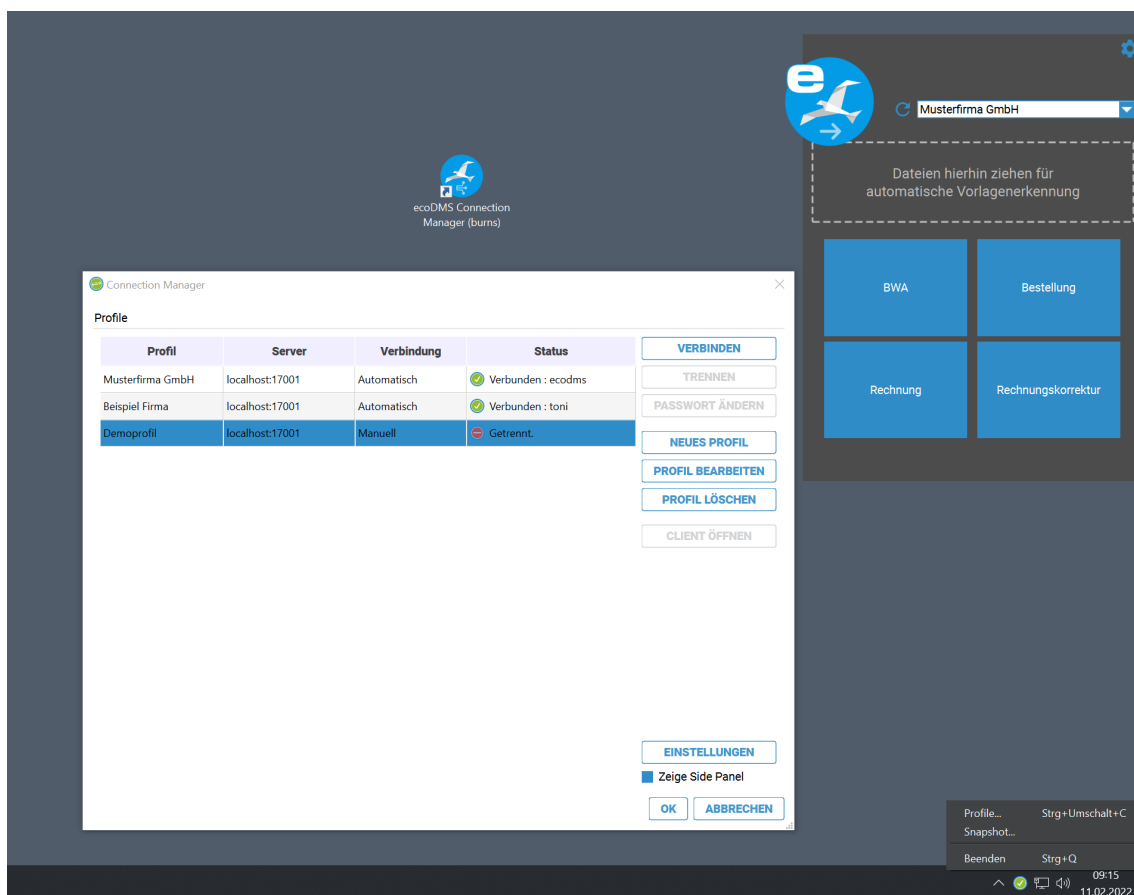 e
Musterfirma GmbH
Dateien hierhin ziehen für
automatische Vorlagenerkennung
BWA
Bestellung
Rechnung
Rechnungskorrektur
ecoDMS Connection
Manager (burns)
Connection Manager
Profile
Profil Server Verbindung Status
Musterfirma GmbH localhost:17001 Automatisch Verbunden : ecodms
Beispiel Firma localhost:17001 Automatisch Verbunden : toni
Demoprofil localhost:17001 Manuell Getrennt.
VERBINDEN
TRENNEN
PASSWORT ÄNDERN
NEUES PROFIL
PROFIL BEARBEITEN
PROFIL LÖSCHEN
CLIENT ÖFFNEN
EINSTELLUNGEN
Zeige Side Panel
OK
ABBRECHEN
Profile... Strg+Umschalt+C
Snapshot...
Beenden Strg+Q
09:15
11.02.2022